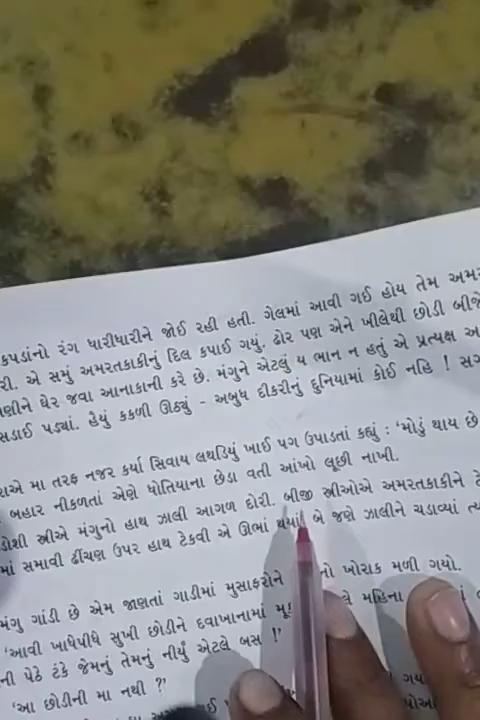 કપડાંનો રંગ ધારીધારીને જોઈ રહી હતી. ગેલમાં આવી ગઈ હોય તેમ
રી. એ સમું અમરતકાકીનું દિલ કપાઈ ગયું. ઢોર પણ એને ખીલેથી છોડી બીજે
ઘેર જવા આનાકાની કરે છે. મંગુને એટલું ય ભાન ન હતું એ પ્રત્યક્ષ
પડ્યાં. હૈયું કકળી ઊઠ્યું - અબુધ દીકરીનું દુનિયામાં કોઈ નહિ !
મા તરફ નજર કર્યા સિવાય લથડિયું ખાઈ પગ ઉપાડતાં કહ્યું : ‘મોડું થાય છે
બહાર નીકળતાં એણે ધોતિયાના છેડા વતી આંખો લૂછી નાખી.
ડોશી સ્ત્રીએ મંગુનો હાથ ઝાલી આગળ દોરી. બીજી સ્ત્રીઓએ અમરતકાકીને
માં સમાવી ઢીંચણ ઉપર હાથ ટેકવી એ ઊભાં થયાં બે જણે ઝાલીને ચડાવ્યાં
મંગુ ગાંડી છે એમ જાણતાં ગાડીમાં મુસાફરોને નો ખોરાક મળી ગયો.
‘આવી ખાધેપીધે સુખી છોડીને દવાખાનામાં મહિના
ની પેઠે ટંકે જેમનું તેમનું નીર્યું એટલે બસ !’
‘આ છોડીની મા નથી ?’